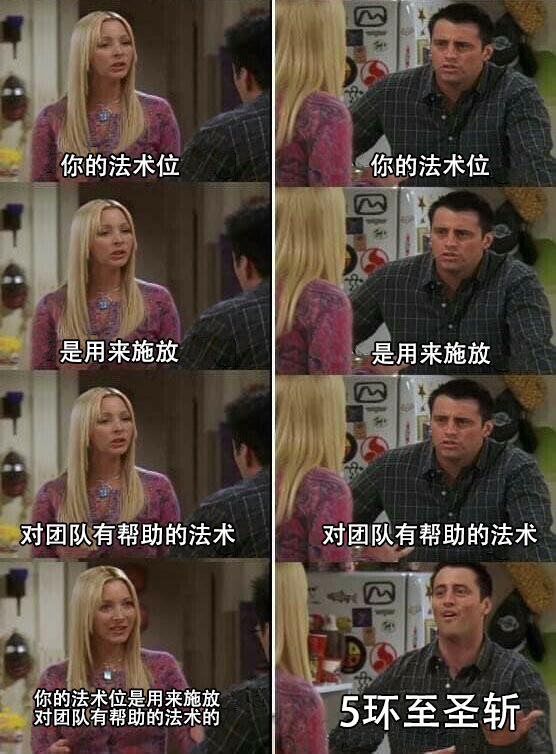 你的法术位
你的法术位
是用来施放
是用来施放
对团队有帮助的法术
对团队有帮助的法术
你的法术位是用来施放
对团队有帮助的法术的
5环至圣斩